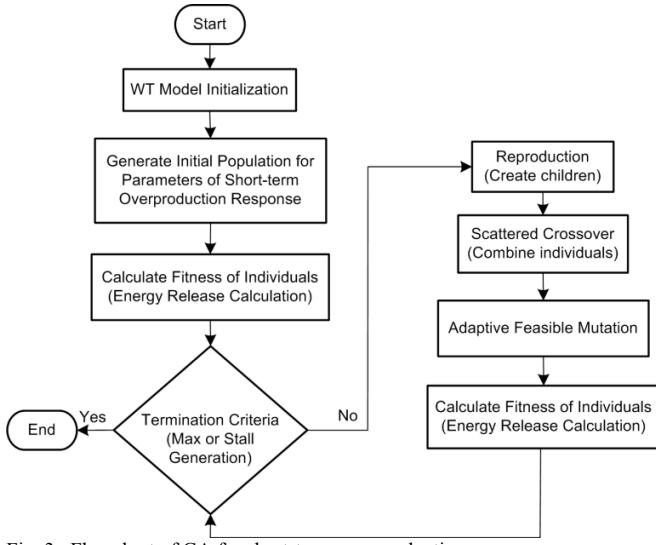 Start
WT Model Initialization
Generate Initial Population for
Parameters of Short-term
Overproduction Response
Calculate Fitness of Individuals
(Energy Release Calculation)
Termination Criteria
(Max or Stall
Generation)
Yes
End
No
Reproduction
(Create children)
Scattered Crossover
(Combine individuals)
Adaptive Feasible Mutation
Calculate Fitness of Individuals
(Energy Release Calculation)